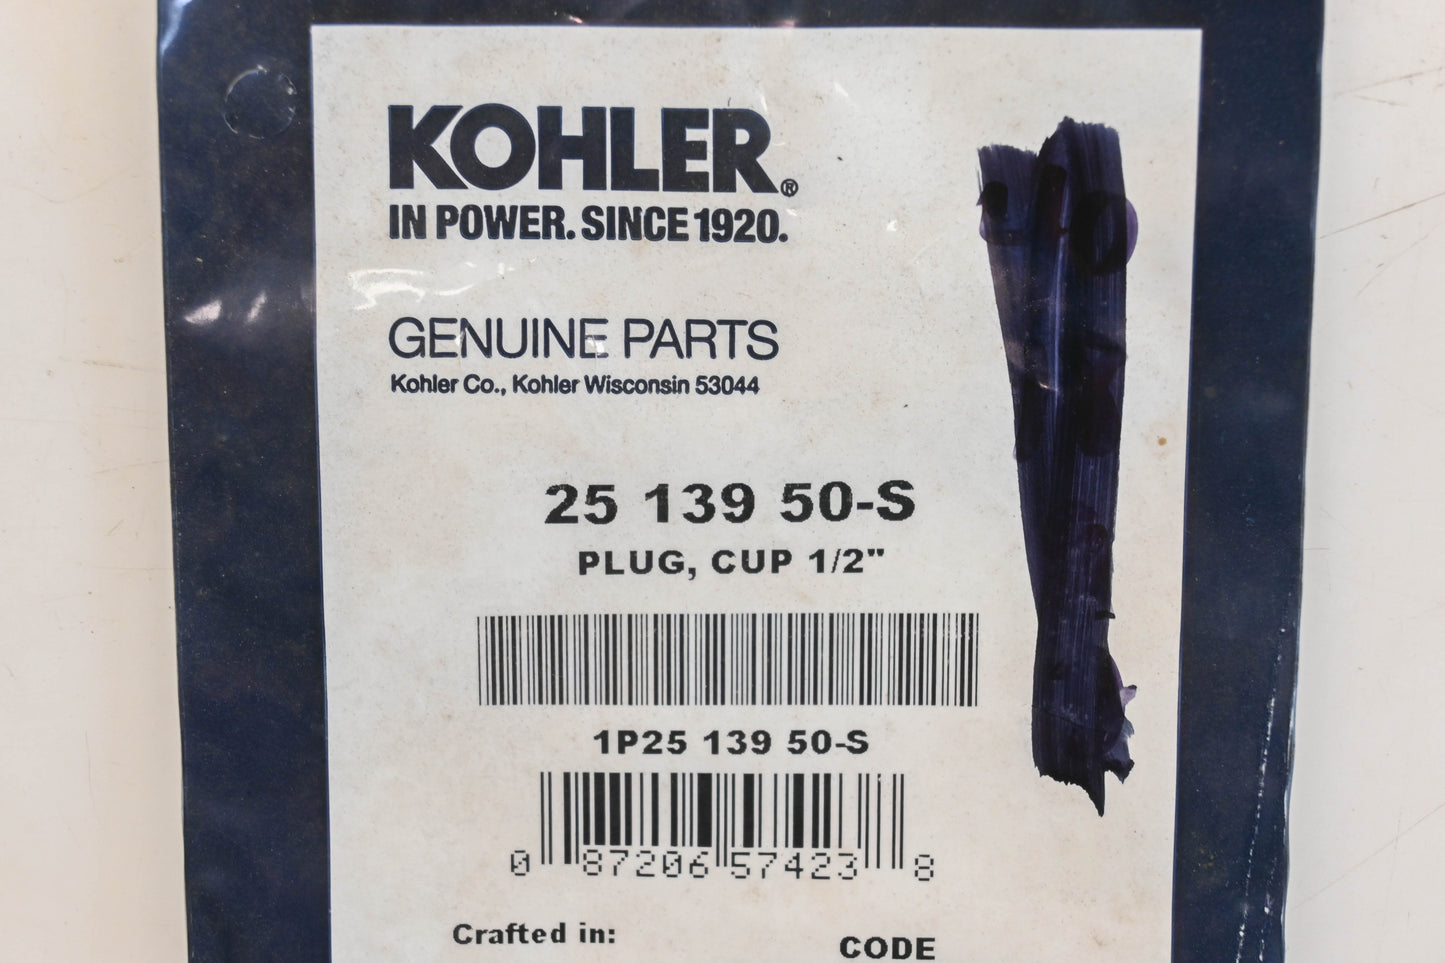 KOHLER®
IN POWER. SINCE 1920.
GENUINE PARTS
Kohler Co., Kohler Wisconsin 53044
25 139 50-S
PLUG, CUP 1/2"
1P25 139 50-S
0 87206 57423 8
Crafted in:
CODE